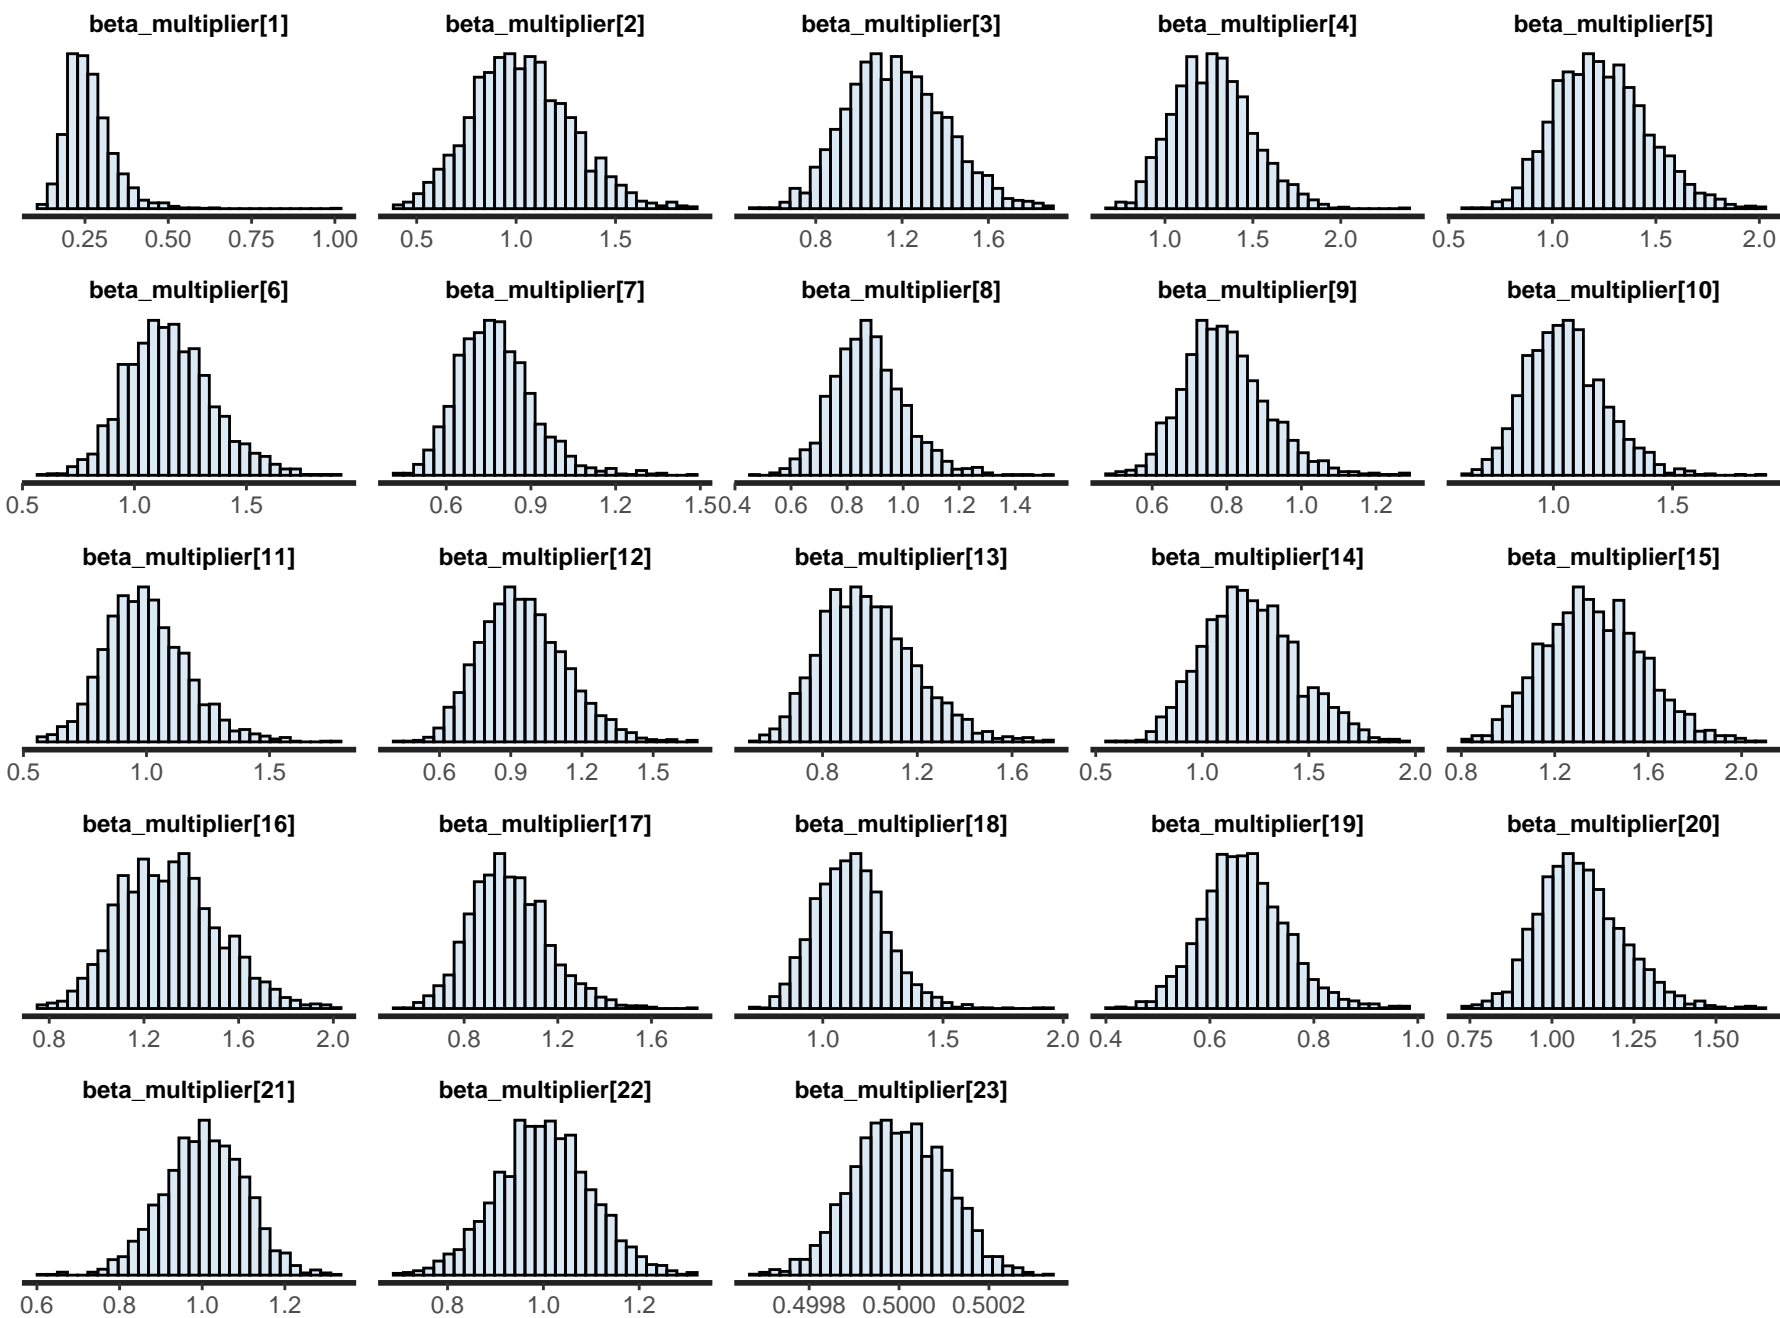 beta_multiplier[1] beta_multiplier[2] beta_multiplier[3] beta_multiplier[4] beta_multiplier[5]
0.25 0.50 0.75 1.00 0.5 1.0 1.5 0.8 1.2 1.6 1.0 1.5 2.0 0.5 1.0 1.5 2.0
beta_multiplier[6] beta_multiplier[7] beta_multiplier[8] beta_multiplier[9] beta_multiplier[10]
0.5 1.0 1.5 0.6 0.9 1.2 1.5 0.4 0.6 0.8 1.0 1.2 1.4 0.6 0.8 1.0 1.2 1.0 1.5
beta_multiplier[11] beta_multiplier[12] beta_multiplier[13] beta_multiplier[14] beta_multiplier[15]
0.5 1.0 1.5 0.6 0.9 1.2 1.5 0.8 1.2 1.6 0.5 1.0 1.5 2.0 0.8 1.2 1.6 2.0
beta_multiplier[16] beta_multiplier[17] beta_multiplier[18] beta_multiplier[19] beta_multiplier[20]
0.8 1.2 1.6 2.0 0.8 1.2 1.6 1.0 1.5 2.0 0.4 0.6 0.8 1.0 0.75 1.00 1.25 1.50
beta_multiplier[21] beta_multiplier[22] beta_multiplier[23]
0.6 0.8 1.0 1.2 0.8 1.0 1.2 0.4998 0.5000 0.5002